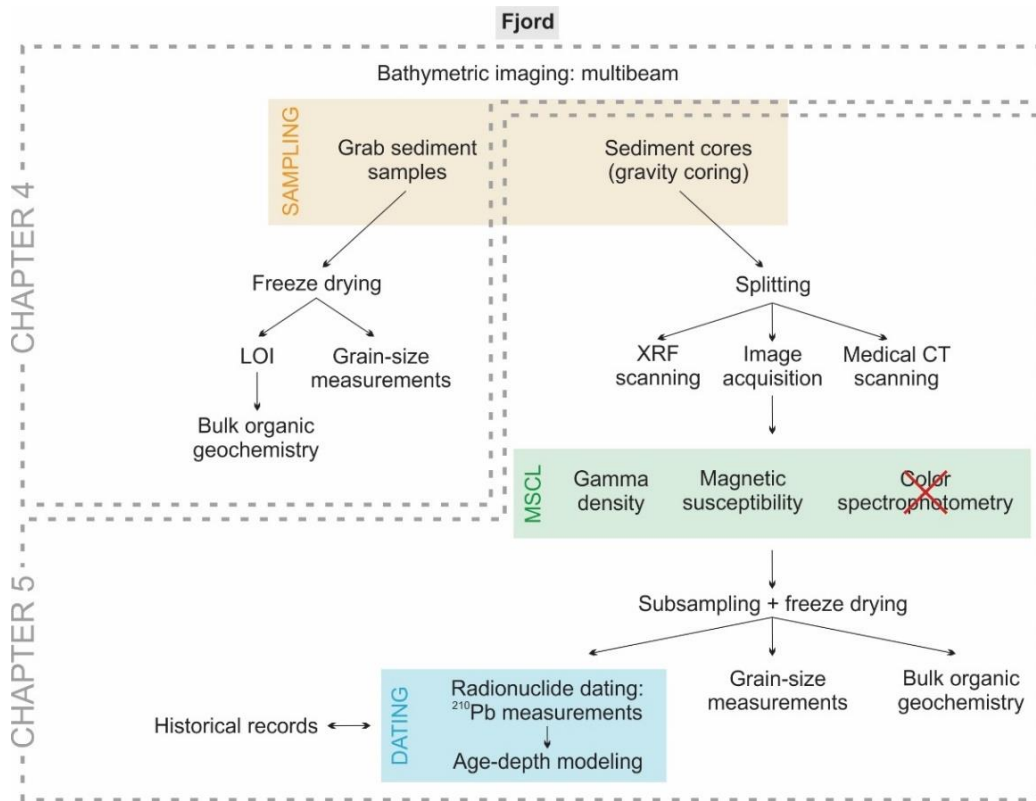 Fjord
CHAPTER 4
Bathymetric imaging: multibeam
SAMPLING
Grab sediment
samples
Sediment cores
(gravity coring)
Freeze drying
Splitting
LOI
Grain-size
measurements
XRF
scanning
Image
acquisition
Medical CT
scanning
Bulk organic
geochemistry
MSCL
Gamma
density
Magnetic
susceptibility
Color
spectrophotometry
CHAPTER 5
Subsampling + freeze drying
DATING
Radionuclide dating:
²¹⁰Pb measurements
Grain-size
measurements
Bulk organic
geochemistry
Historical records
Age-depth modeling